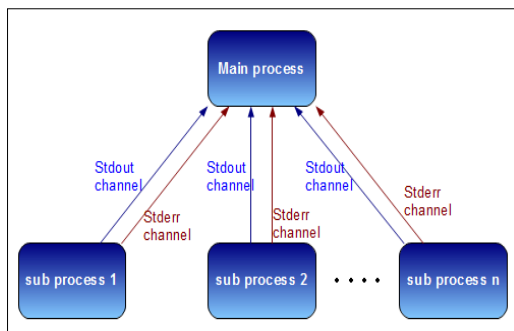 Main process
Stdout
channel
Stdout
channel
Stdout
channel
Stderr
channel
Stderr
channel
Stderr
channel
sub process 1
sub process 2
sub process n